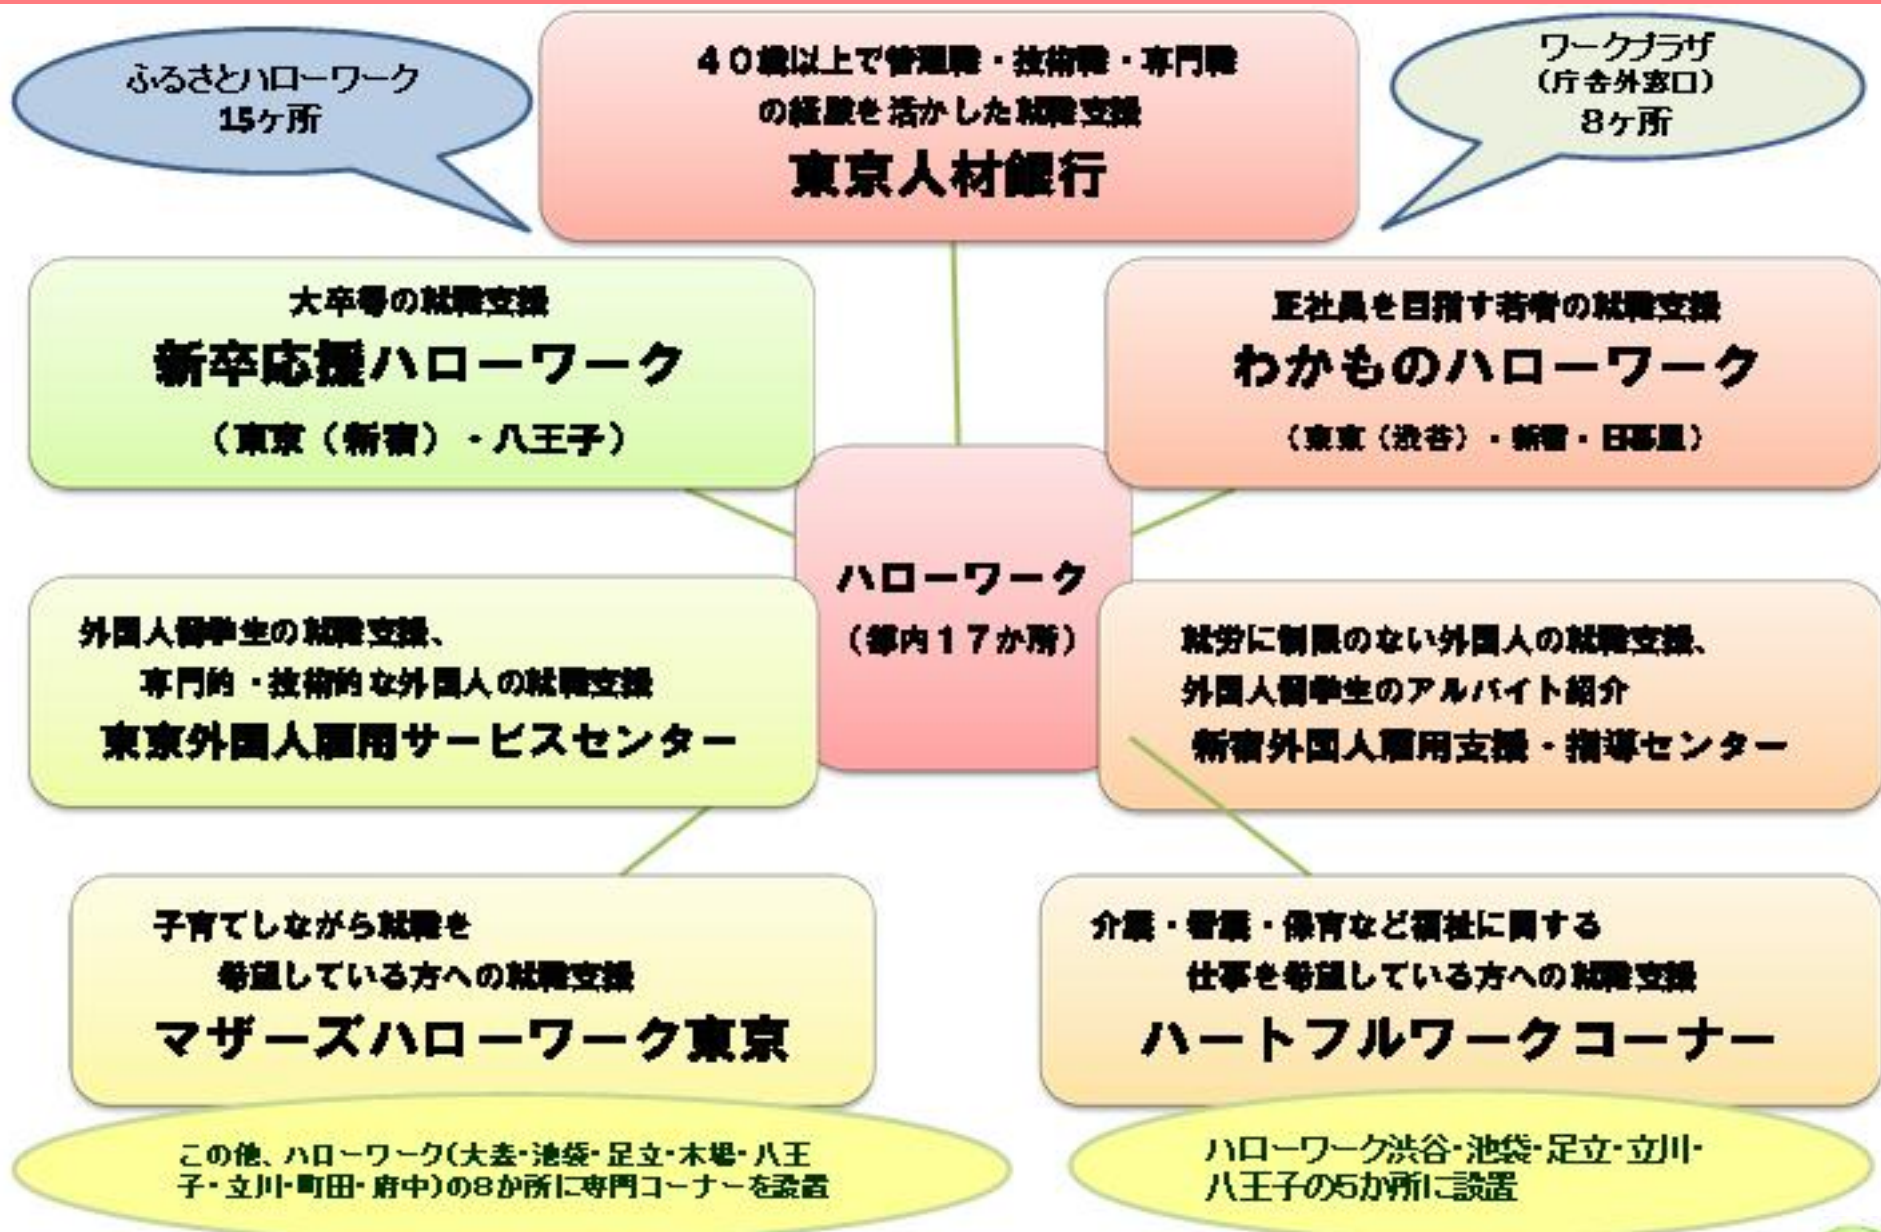 ふるさとハローワーク
15ケ所
40歳以上で管理職・技術職・専門職
の経験を活かした就職支援
東京人材銀行
ワークプラザ
(庁舎外窓口)
8ケ所
大卒等の就職支援
新卒応援ハローワーク
(東京(新宿)・八王子)
正社員を目指す若者の就職支援
わかものハローワーク
(東京(渋谷)・新宿・日暮里)
ハローワーク
(都内17か所)
外国人留学生の就職支援、
専門的・技術的な外国人の就職支援
東京外国人雇用サービスセンター
就労に制限のない外国人の就職支援、
外国人留学生のアルバイト紹介
新宿外国人雇用支援・指導センター
子育てしながら就職を
希望している方への就職支援
マザーズハローワーク東京
介護・看護・保育など福祉に関する
仕事を希望している方への就職支援
ハートフルワークコーナー
この他、ハローワーク(大森・池袋・足立・木場・八王
子・立川・町田・府中)の8か所に専門コーナーを設置
ハローワーク渋谷・池袋・足立・立川・
八王子の5か所に設置